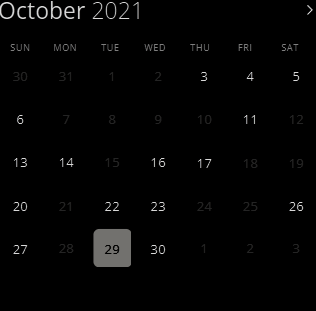 October 2021 >
SUN MON TUE WED THU FRI SAT
30 31 1 2 3 4 5
6 7 8 9 10 11 12
13 14 15 16 17 18 19
20 21 22 23 24 25 26
27 28 29 30 1 2 3